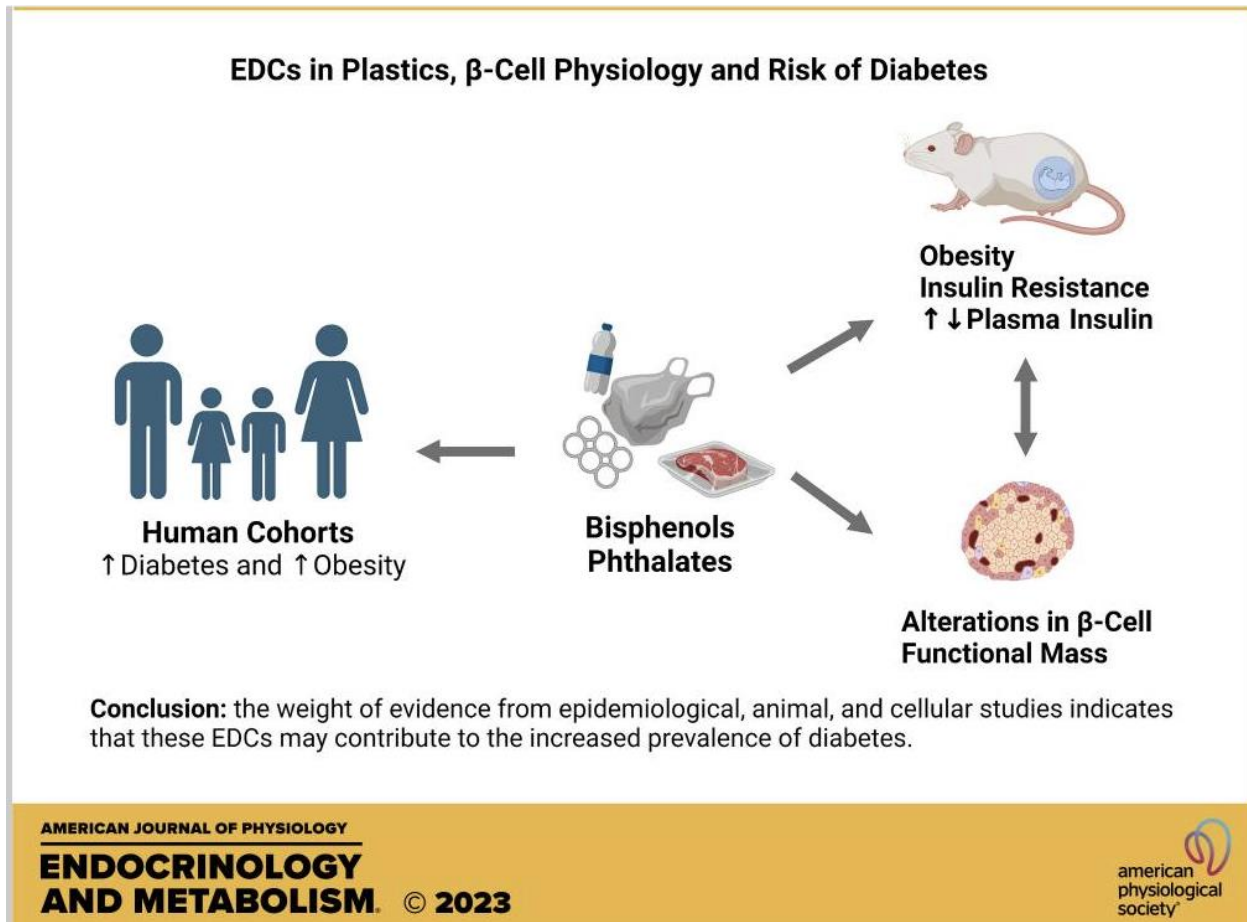 EDCs in Plastics, β-Cell Physiology and Risk of Diabetes
Obesity
Insulin Resistance
↑↓Plasma Insulin
Human Cohorts
↑Diabetes and ↑Obesity
Bisphenols
Phthalates
Alterations in β-Cell
Functional Mass
Conclusion: the weight of evidence from epidemiological, animal, and cellular studies indicates
that these EDCs may contribute to the increased prevalence of diabetes.
AMERICAN JOURNAL OF PHYSIOLOGY
ENDOCRINOLOGY
AND METABOLISM. © 2023
american
physiological
society®